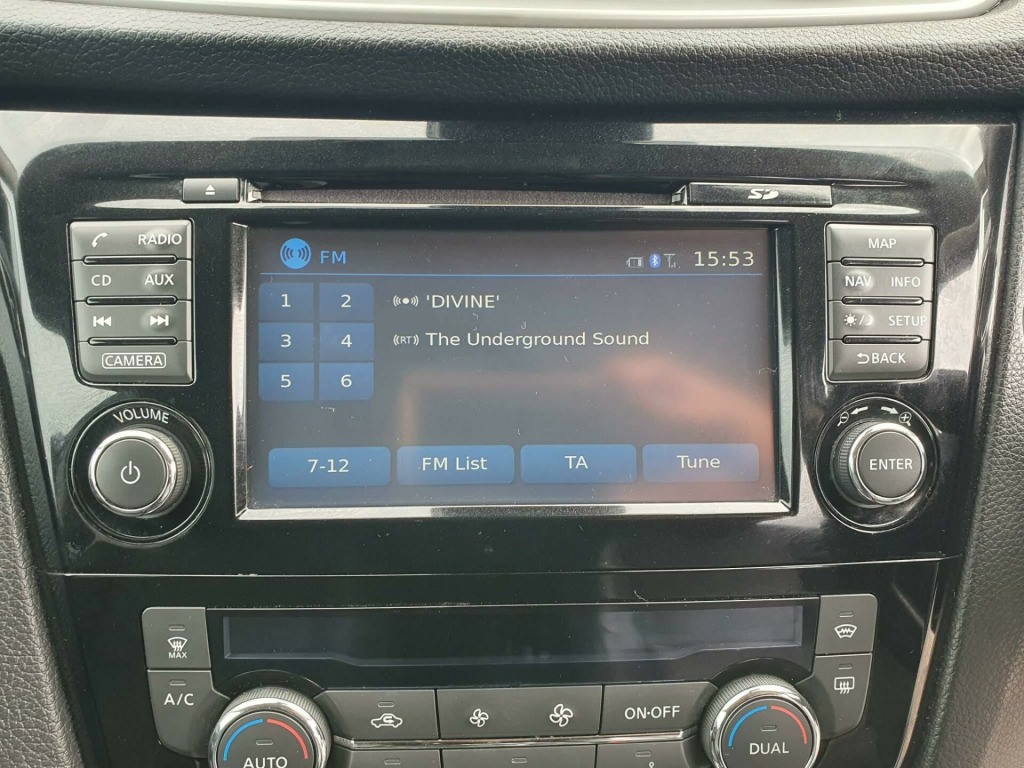 SD
RADIO
CD AUX
CAMERA
VOLUME
FM
15:53
1 2
'DIVINE'
3 4
(RT) The Underground Sound
5 6
7-12 FM List TA Tune
MAP
NAV INFO
SETUP
BACK
ENTER
MAX
A/C
AUTO
ON·OFF
DUAL